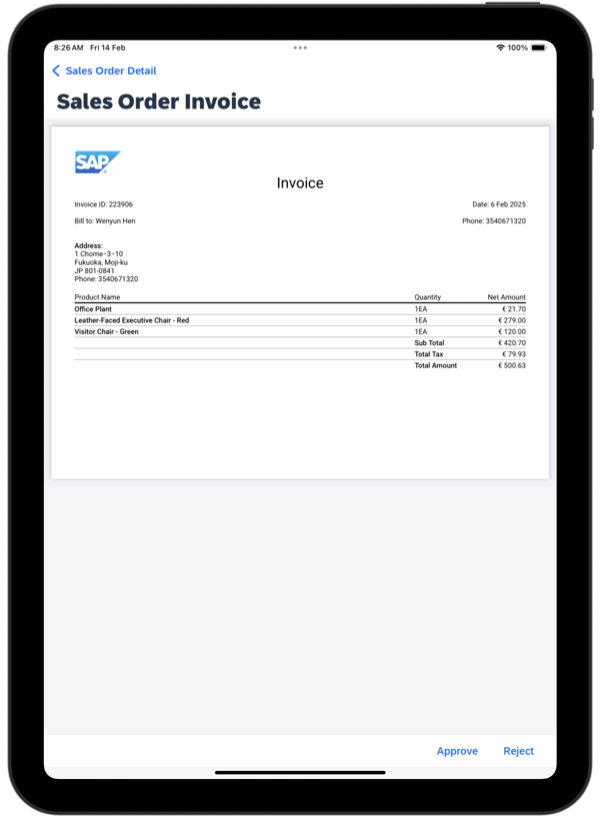 8:26 AM Fri 14 Feb 100%
Sales Order Detail
Sales Order Invoice
SAP
Invoice
Invoice ID: 223906 Date: 6 Feb 2025
Bill to: Wenyun Hen Phone: 3540671320
Address:
1 Chome-3-10
Fukuoka, Moji-ku
JP 801-0841
Phone: 3540671320
Product Name Quantity Net Amount
Office Plant 1EA € 21.70
Leather-Faced Executive Chair - Red 1EA € 279.00
Visitor Chair - Green 1EA € 120.00
Sub Total € 420.70
Total Tax € 79.93
Total Amount € 500.63
Approve Reject